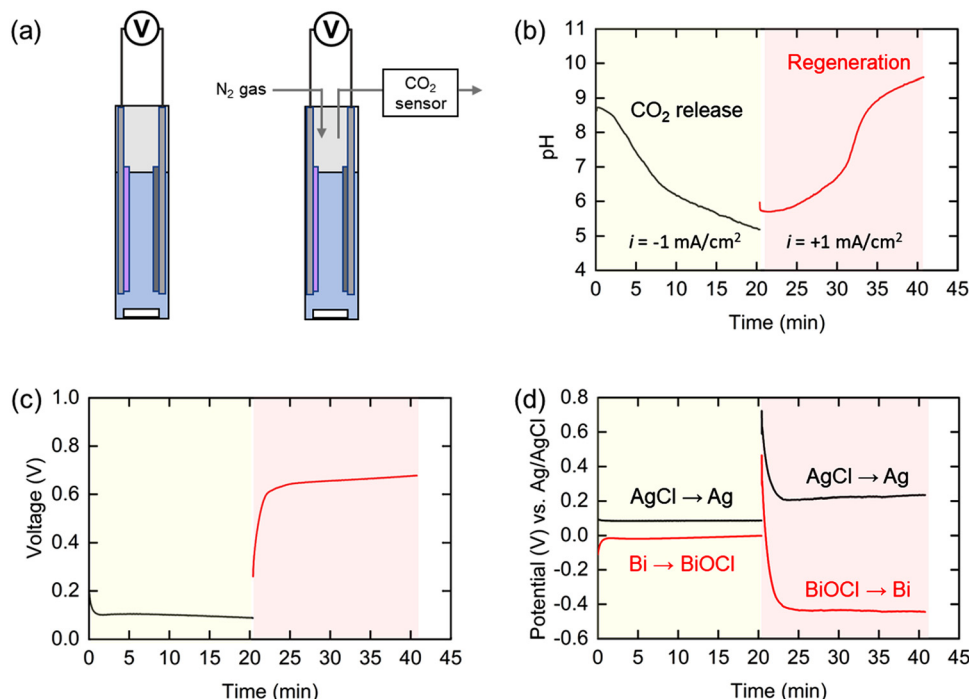 (a)
V
V
N₂ gas
CO₂
sensor
(b)
11
10
9
8
7
6
5
4
pH
CO₂ release
Regeneration
i = -1 mA/cm²
i = +1 mA/cm²
0 5 10 15 20 25 30 35 40 45
Time (min)
(c)
1.0
0.8
0.6
0.4
0.2
0.0
Voltage (V)
0 5 10 15 20 25 30 35 40 45
Time (min)
(d)
0.8
0.6
0.4
0.2
0.0
-0.2
-0.4
-0.6
Potential (V) vs. Ag/AgCl
AgCl → Ag
Bi → BiOCl
AgCl → Ag
BiOCl → Bi
0 5 10 15 20 25 30 35 40 45
Time (min)